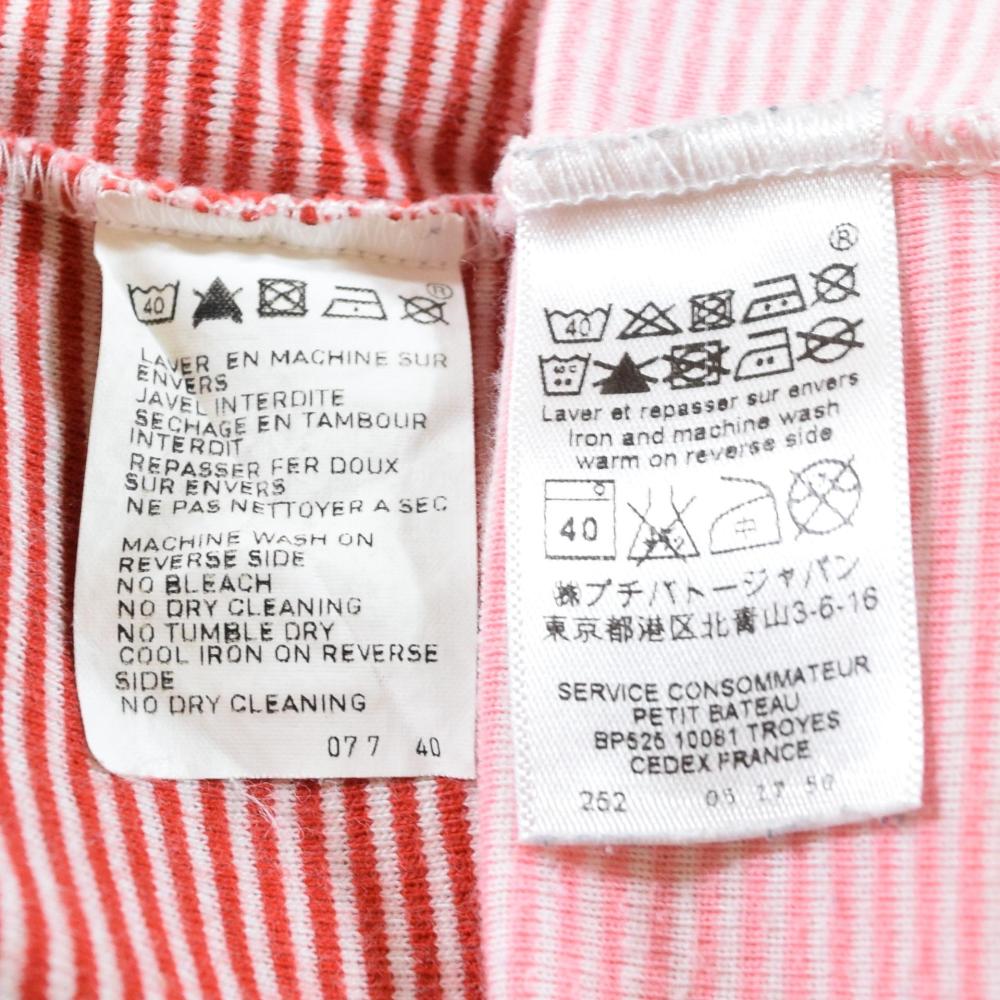 40
®
LAVER EN MACHINE SUR
ENVERS
JAVEL INTERDITE
SECHAGE EN TAMBOUR
INTERDIT
REPASSER FER DOUX
SUR ENVERS
NE PAS NETTOYER A SEC
MACHINE WASH ON
REVERSE SIDE
NO BLEACH
NO DRY CLEANING
NO TUMBLE DRY
COOL IRON ON REVERSE
SIDE
NO DRY CLEANING
077 40
®
40
Laver et repasser sur envers
Iron and machine wash
warm on reverse side
40
中
㈱プチバトージャパン
東京都港区北青山3-6-16
SERVICE CONSOMMATEUR
PETIT BATEAU
BP525 10081 TROYES
CEDEX FRANCE
252 05 17